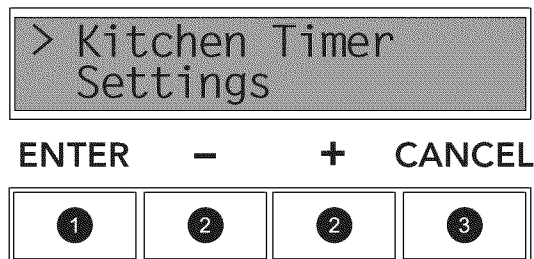 > Kitchen Timer
Settings
ENTER – + CANCEL
1 2 2 3